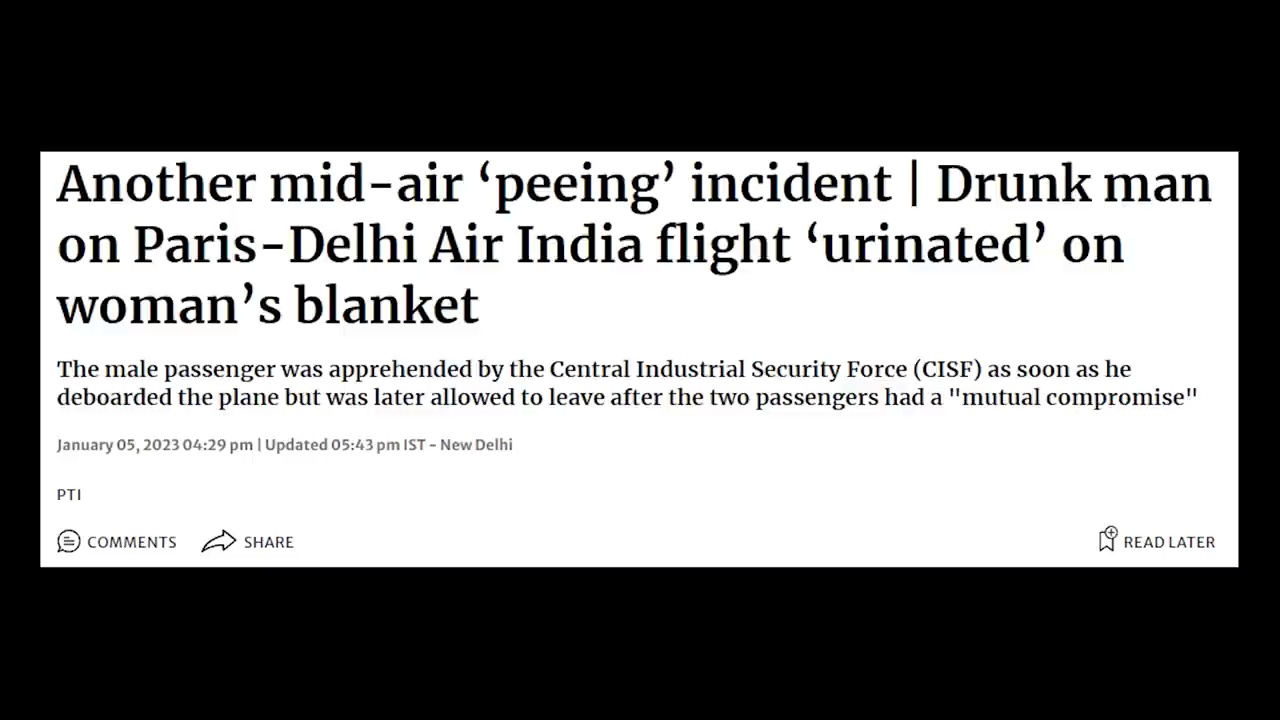 Another mid-air ‘peeing’ incident | Drunk man
on Paris-Delhi Air India flight ‘urinated’ on
woman’s blanket
The male passenger was apprehended by the Central Industrial Security Force (CISF) as soon as he
deboarded the plane but was later allowed to leave after the two passengers had a "mutual compromise"
January 05, 2023 04:29 pm | Updated 05:43 pm IST - New Delhi
PTI
COMMENTS SHARE READ LATER